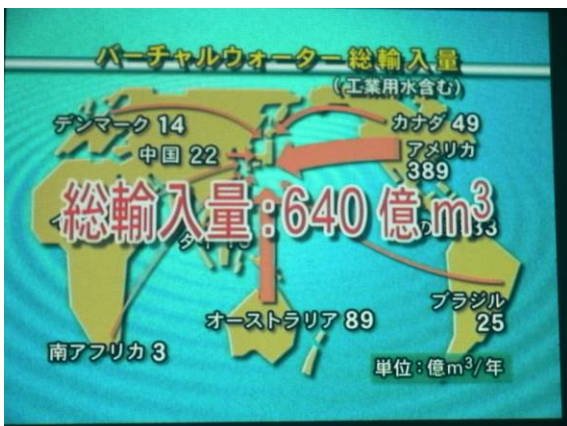 バーチャルウォーター総輸入量
(工業用水含む)
デンマーク 14
カナダ 49
中国 22
アメリカ
389
総輸入量:640 億m³
オーストラリア 89
ブラジル
25
南アフリカ 3
単位:億m³/年